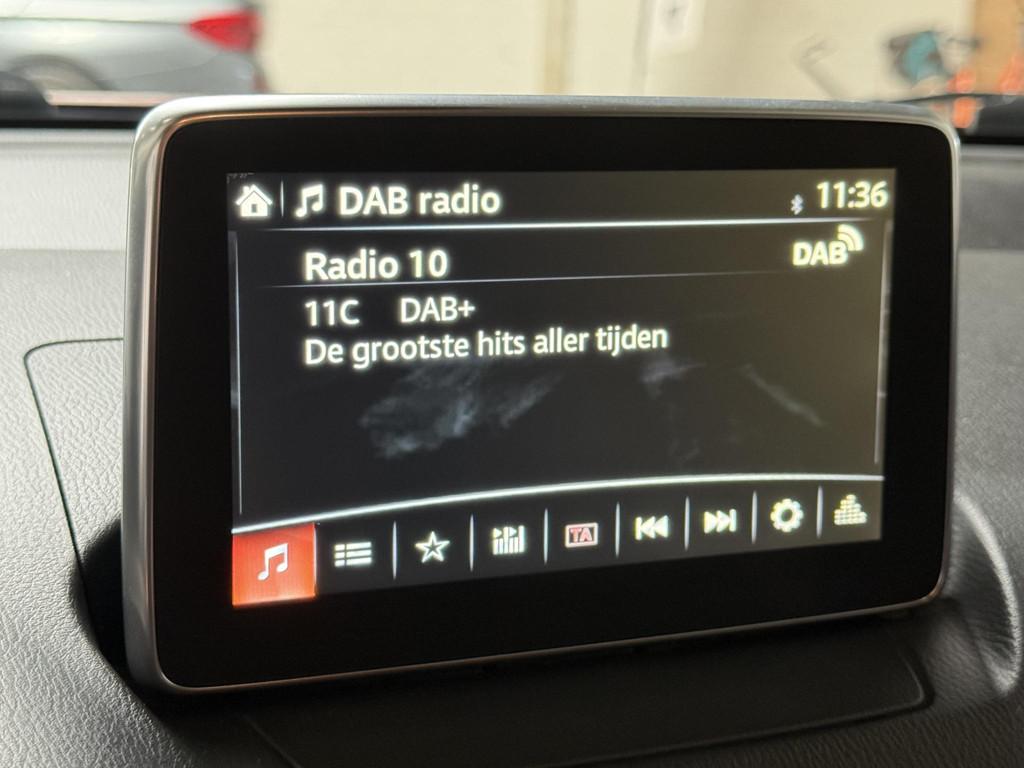 DAB radio 11:36
Radio 10 DAB
11C DAB+
De grootste hits aller tijden
TA